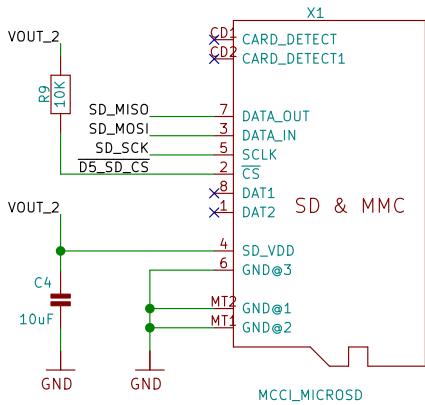 X1
VOUT_2
CD1 CARD_DETECT
CD2 CARD_DETECT1
R9 10K
SD_MISO 7 DATA_OUT
SD_MOSI 3 DATA_IN
SD_SCK 5 SCLK
D5_SD_CS 2 CS
8 DAT1
VOUT_2 1 DAT2
SD & MMC
4 SD_VDD
6 GND@3
C4
10uF
MT2 GND@1
MT1 GND@2
GND GND
MCCI_MICROSD